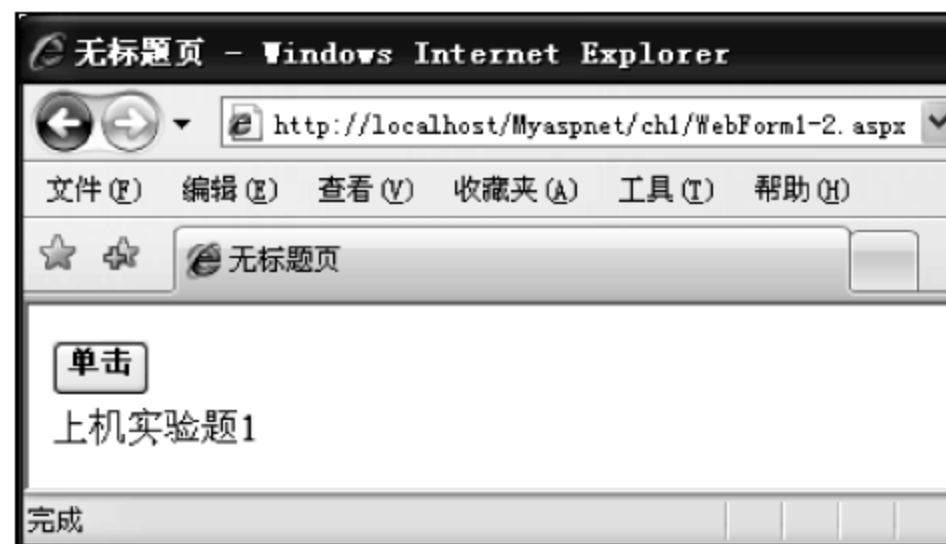 无标题页 - Windows Internet Explorer
http://localhost/Myaspnet/ch1/WebForm1-2.aspx
文件(F) 编辑(E) 查看(V) 收藏夹(A) 工具(T) 帮助(H)
无标题页
单击
上机实验题1
完成